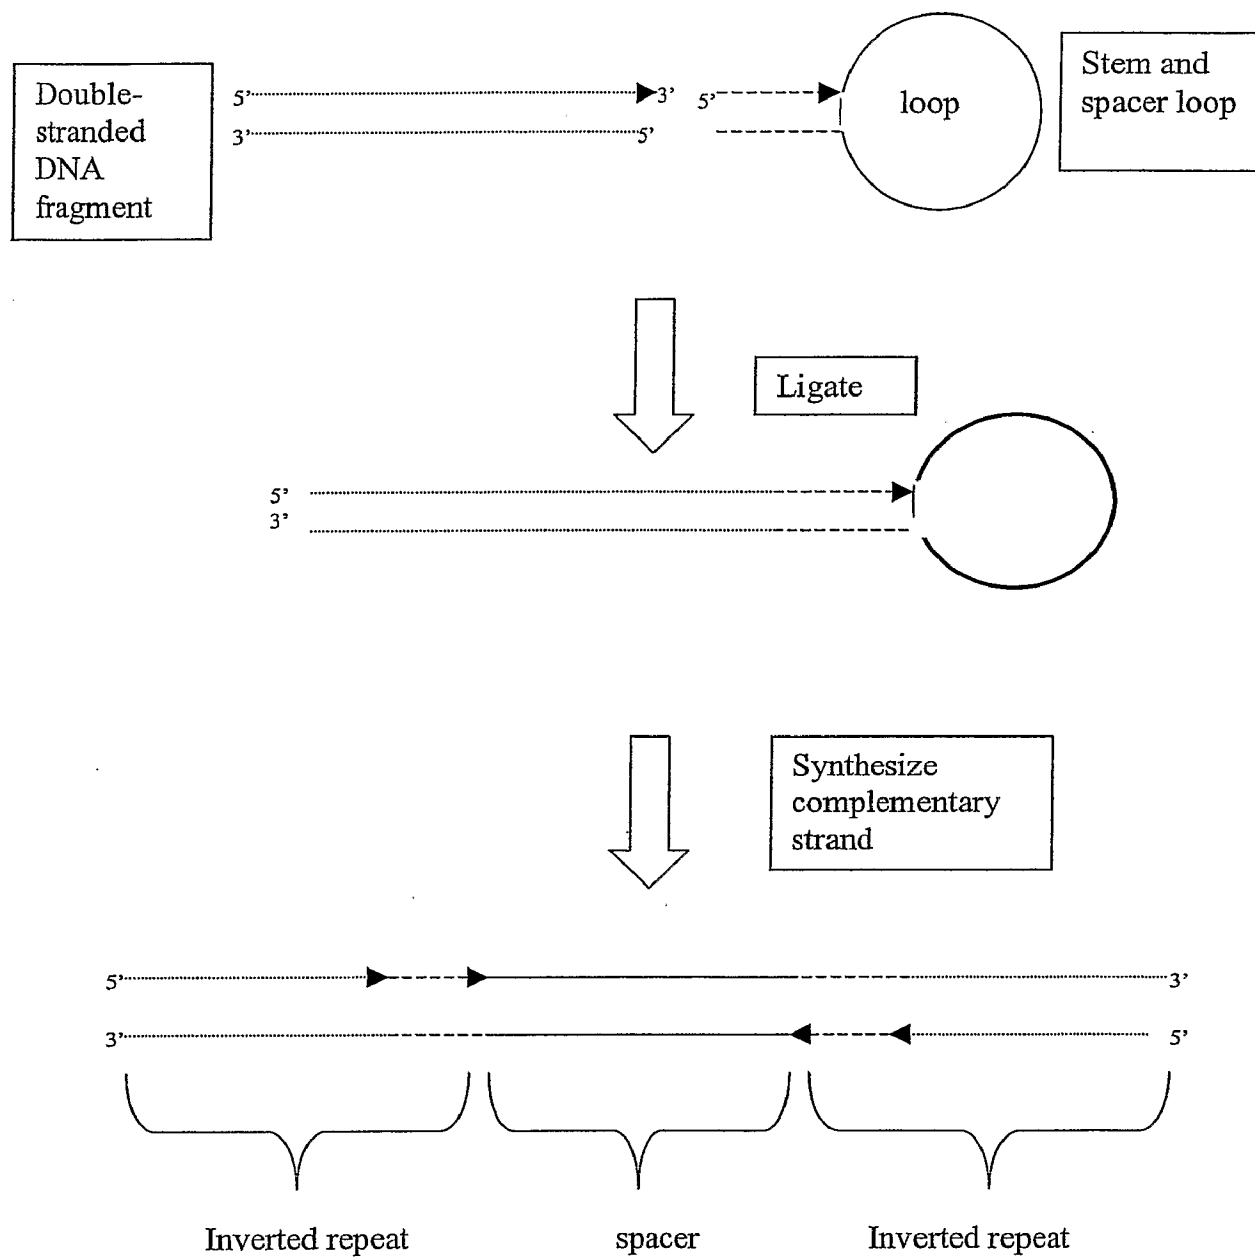 Double-
stranded
DNA
fragment
5’ 3’ 5’
3’ 5’
loop
Stem and
spacer loop
Ligate
5’
3’
Synthesize
complementary
strand
5’ 3’
3’ 5’
Inverted repeat spacer Inverted repeat